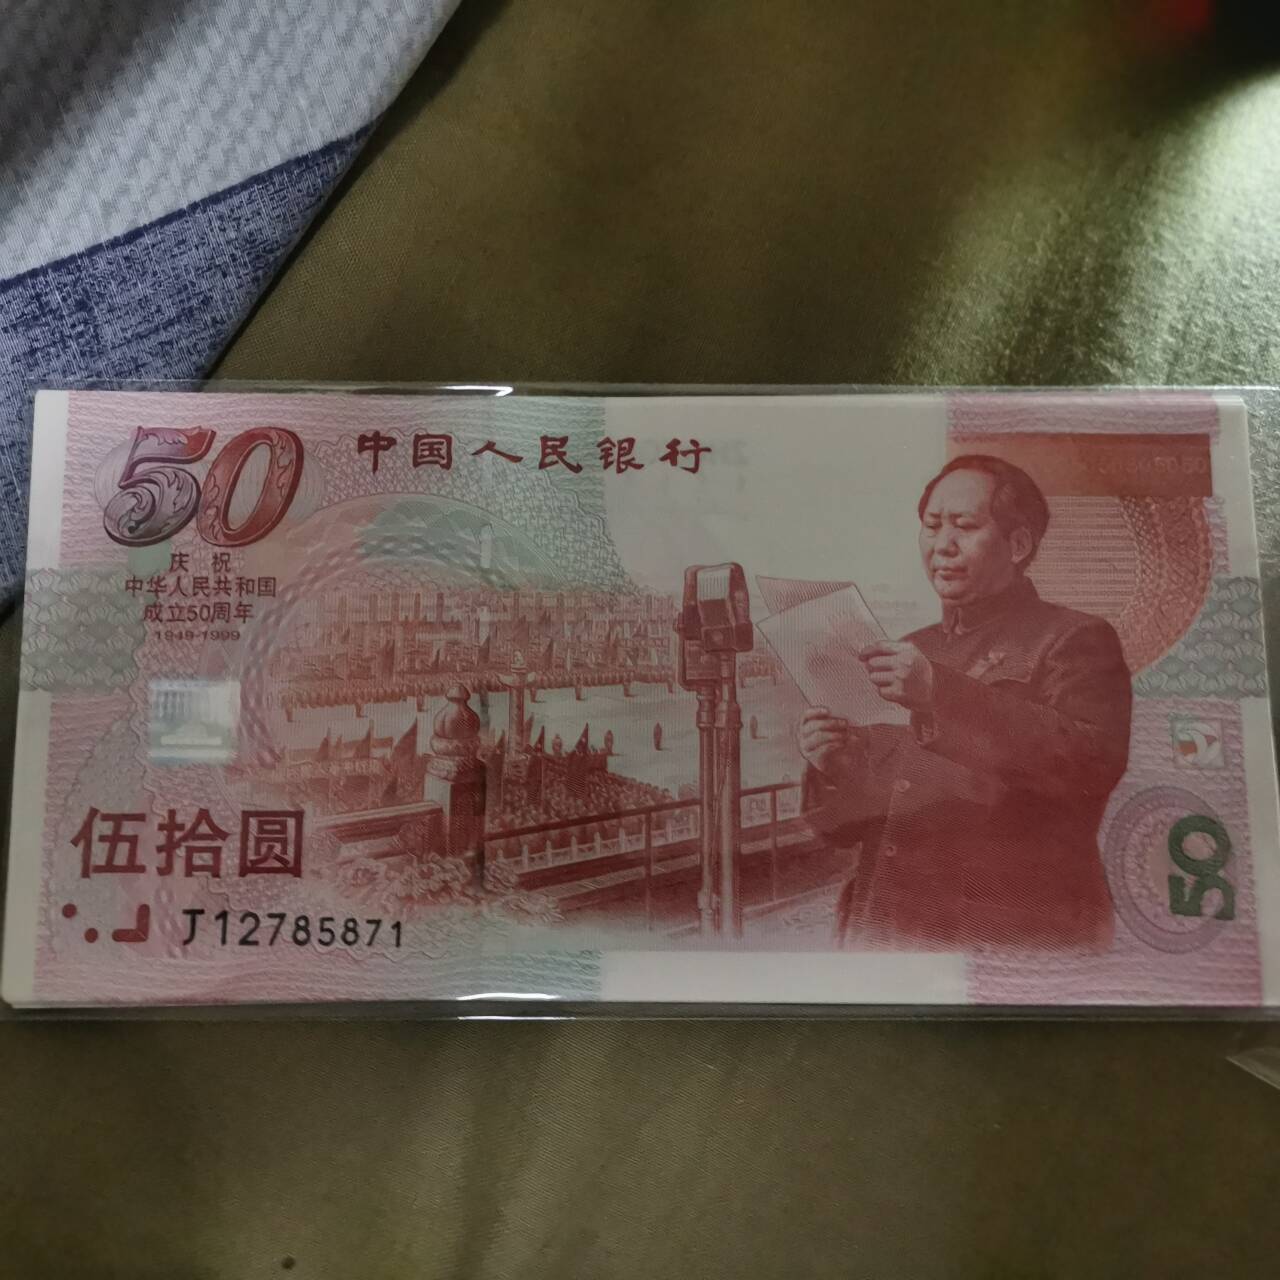 50
中国人民银行
庆 祝
中华人民共和国
成立50周年
1949-1999
伍拾圆
J12785871
50